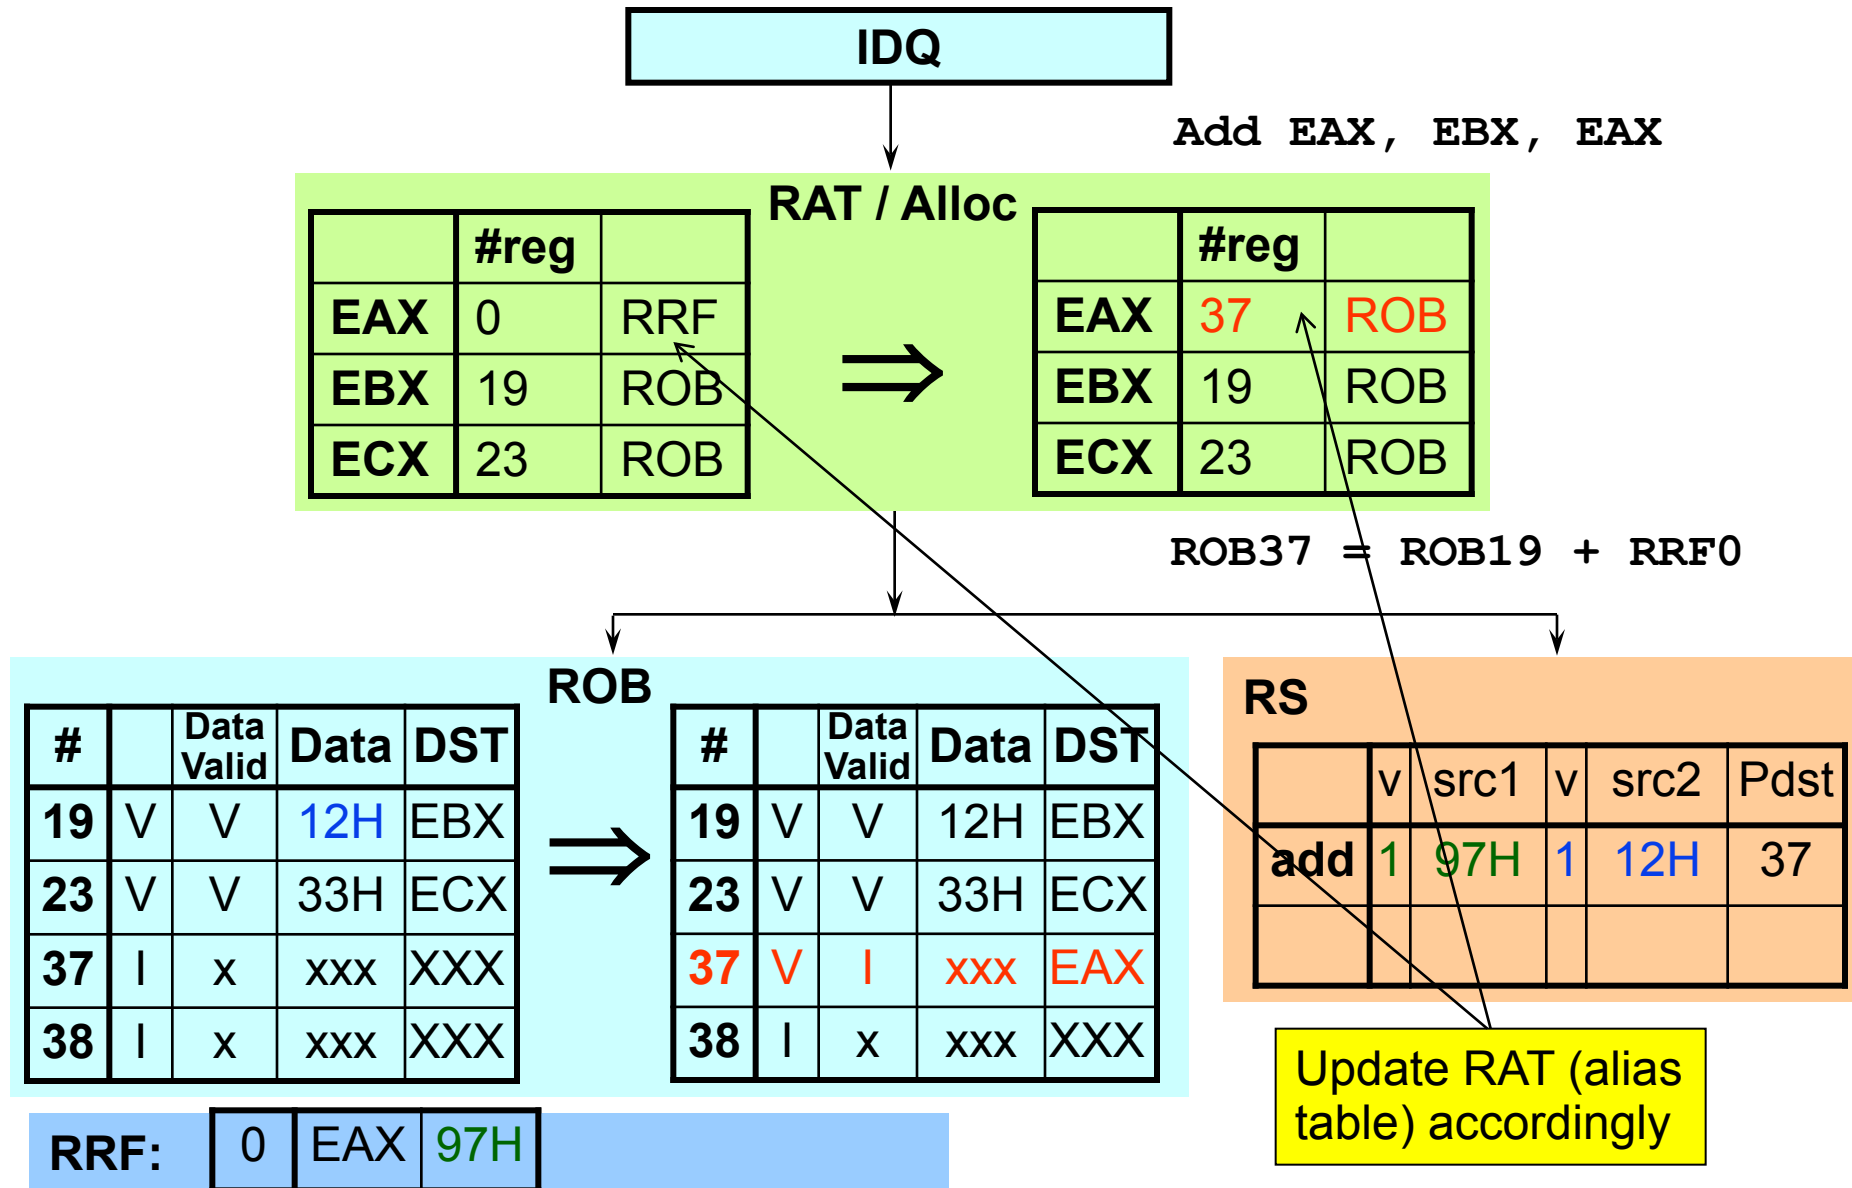 IDQ
Add EAX, EBX, EAX
RAT / Alloc
#reg
EAX 0 RRF
EBX 19 ROB
ECX 23 ROB
⇒
#reg
EAX 37 ROB
EBX 19 ROB
ECX 23 ROB
ROB37 = ROB19 + RRF0
ROB
# Data Valid Data DST
19 V V 12H EBX
23 V V 33H ECX
37 I x xxx XXX
38 I x xxx XXX
⇒
# Data Valid Data DST
19 V V 12H EBX
23 V V 33H ECX
37 V I xxx EAX
38 I x xxx XXX
RS
v src1 v src2 Pdst
add 1 97H 1 12H 37
Update RAT (alias
table) accordingly
RRF: 0 EAX 97H